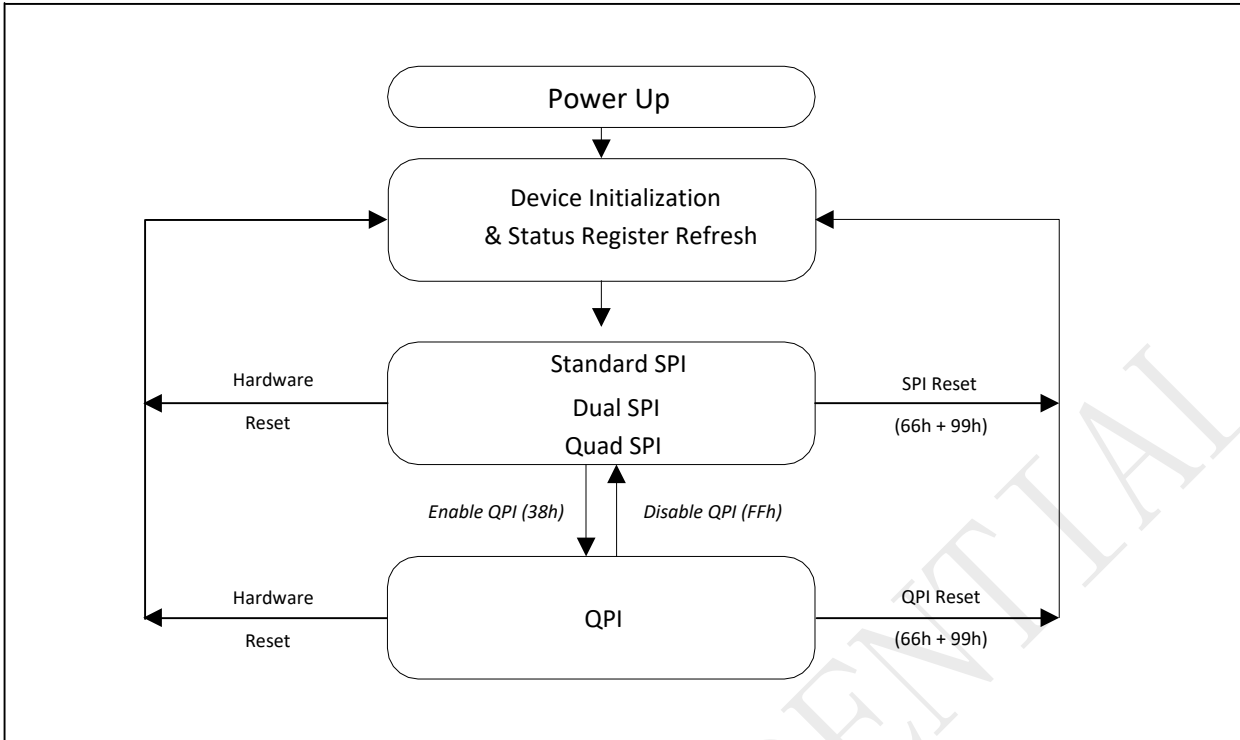 Power Up
Device Initialization
& Status Register Refresh
Standard SPI
Dual SPI
Quad SPI
Hardware
Reset
SPI Reset
(66h + 99h)
Enable QPI (38h)
Disable QPI (FFh)
QPI
Hardware
Reset
QPI Reset
(66h + 99h)
ENTIAL